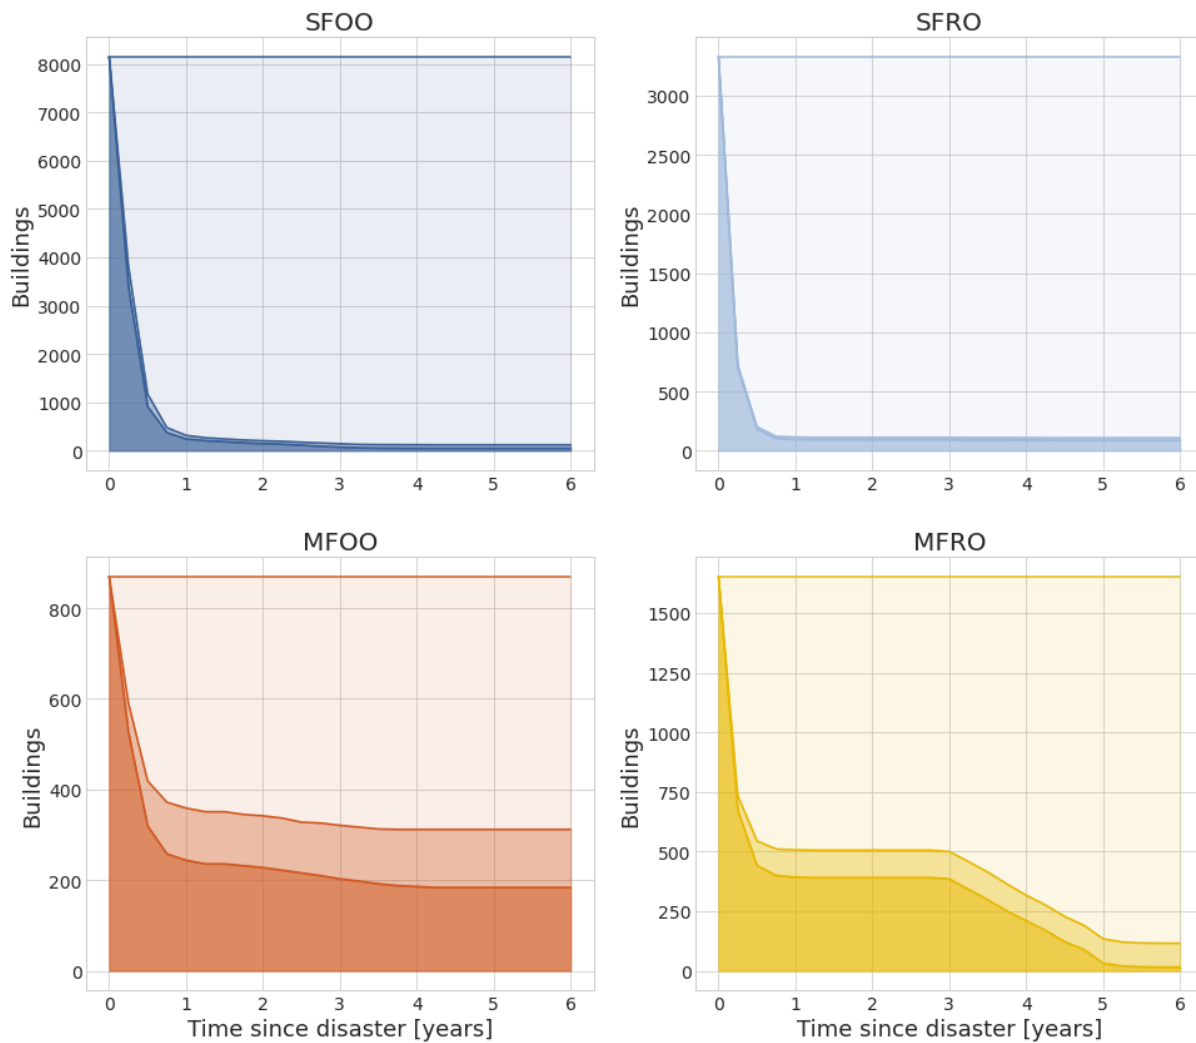 SFOO
Buildings
8000
7000
6000
5000
4000
3000
2000
1000
0
0 1 2 3 4 5 6
SFRO
Buildings
3000
2500
2000
1500
1000
500
0
0 1 2 3 4 5 6
MFOO
Buildings
800
600
400
200
0
0 1 2 3 4 5 6
Time since disaster [years]
MFRO
Buildings
1500
1250
1000
750
500
250
0
0 1 2 3 4 5 6
Time since disaster [years]